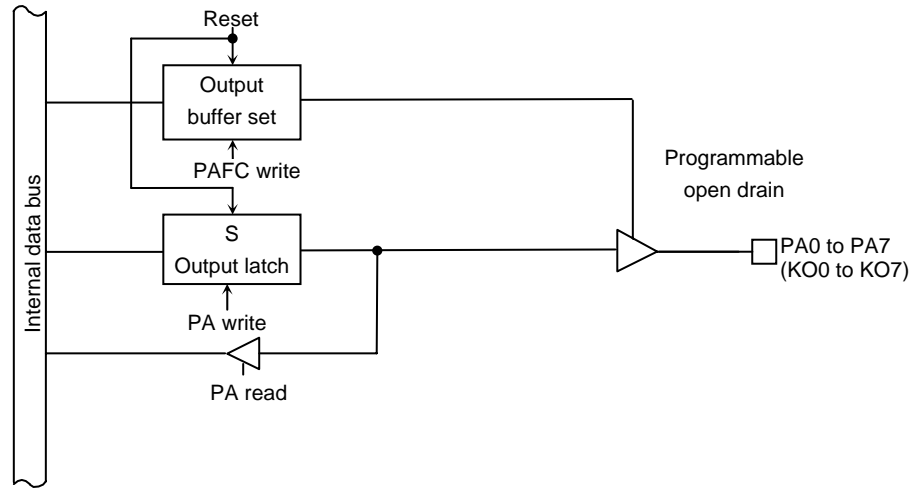 Reset
Output
buffer set
PAFC write
Programmable
open drain
Internal data bus
S
Output latch
PA0 to PA7
(KO0 to KO7)
PA write
PA read